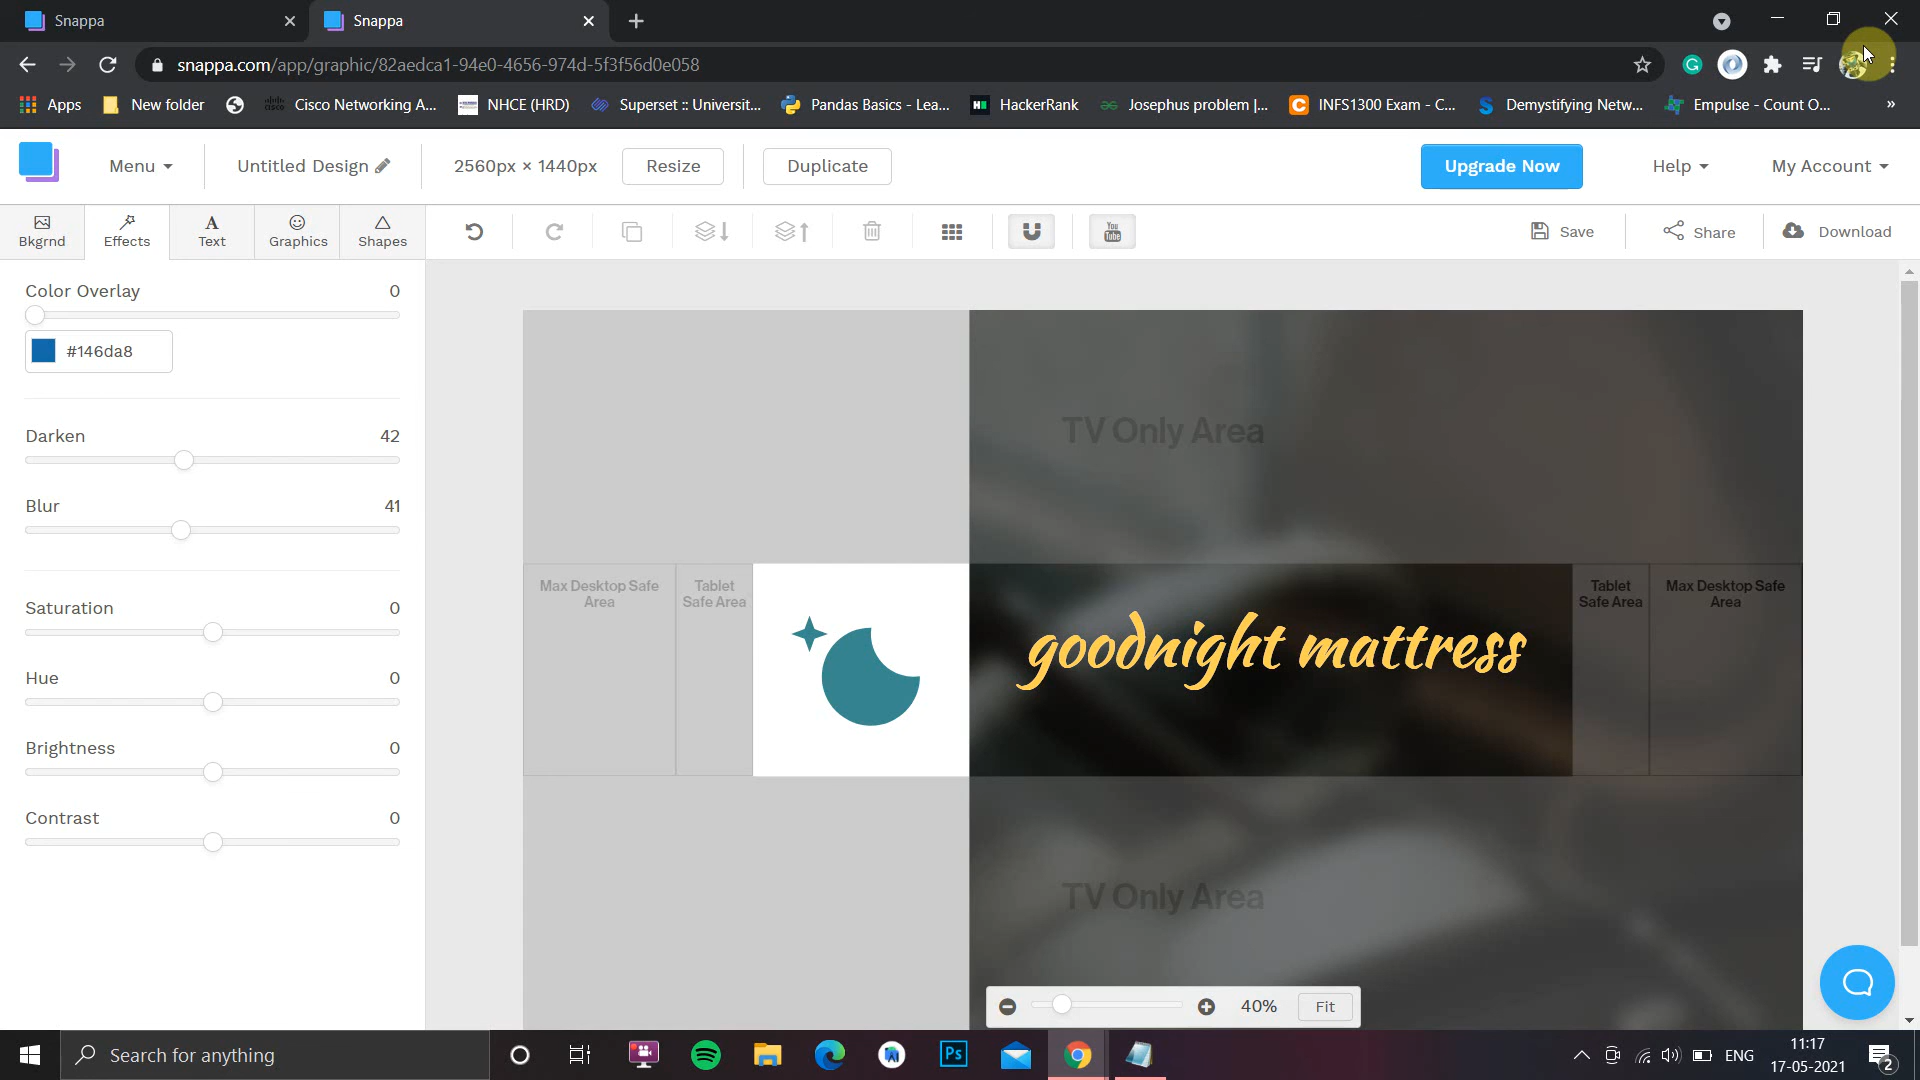 Snappa
Snappa
snappa.com/app/graphic/82aedca1-94e0-4656-974d-5f3f56d0e058
Apps
New folder
Cisco Networking A...
NHCE (HRD)
Superset :: Universit...
Pandas Basics - Lea...
HackerRank
Josephus problem |...
INFS1300 Exam - C...
Demystifying Netw...
Empulse - Count O...
»
Menu
Untitled Design
2560px × 1440px
Resize
Duplicate
Upgrade Now
Help
My Account
Bkgrnd
Effects
Text
Graphics
Shapes
You Tube
Save
Share
Download
Color Overlay 0
#146da8
Darken 42
Blur 41
Saturation 0
Hue 0
Brightness 0
Contrast 0
TV Only Area
Max Desktop Safe
Area
Tablet
Safe Area
goodnight mattress
Tablet
Safe Area
Max Desktop Safe
Area
TV Only Area
40%
Fit
Search for anything
Ps
ENG
11:17
17-05-2021
2